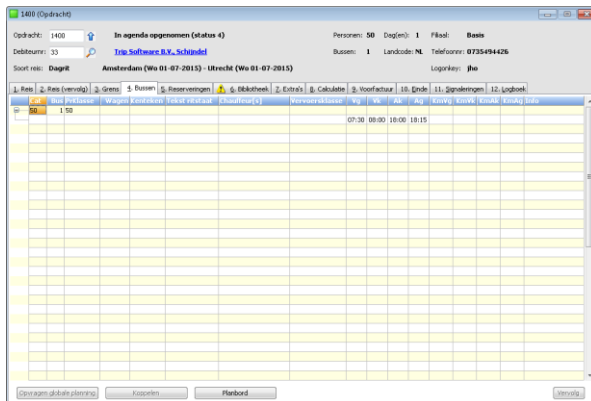 1400 (Opdracht)
Opdracht: 1400 In agenda opgenomen (status 4) Personen: 50 Dag(en): 1 Filiaal: Basis
Debiteurnr: 33 Trip Software B.V., Schijndel Bussen: 1 Landcode: NL Telefoonnr: 0735494426
Soort reis: Dagrit Amsterdam (Wo 01-07-2015) - Utrecht (Wo 01-07-2015) Logonkey: jho
1. Reis 2. Reis (vervolg) 3. Grens 4. Bussen 5. Reserveringen 6. Bibliotheek 7. Extra's 8. Calculatie 9. Voorfactuur 10. Einde 11. Signaleringen 12. Logboek
Bus PrKlasse Wagen Kenteken Tekst ritstaat Chauffeur[s] Vervoersklasse Vg Vk Ak Ag KmVg KmVk KmAk KmAg Info
50 1 50
07:30 08:00 18:00 18:15
Opvragen globale planning Koppelen Planbord Vervolg